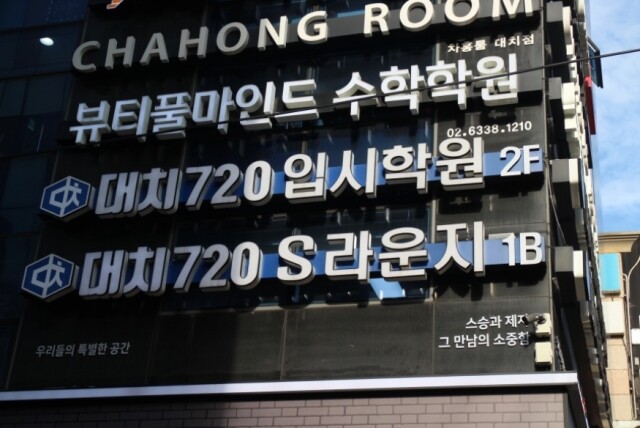 CHAHONG ROOM
차홍룸 대치점
뷰티풀마인드 수학학원
02.6338.1210
대치720 입시학원 2F
대치720 S라운지 1B
우리들의 특별한 공간
스승과 제자
그 만남의 소중함